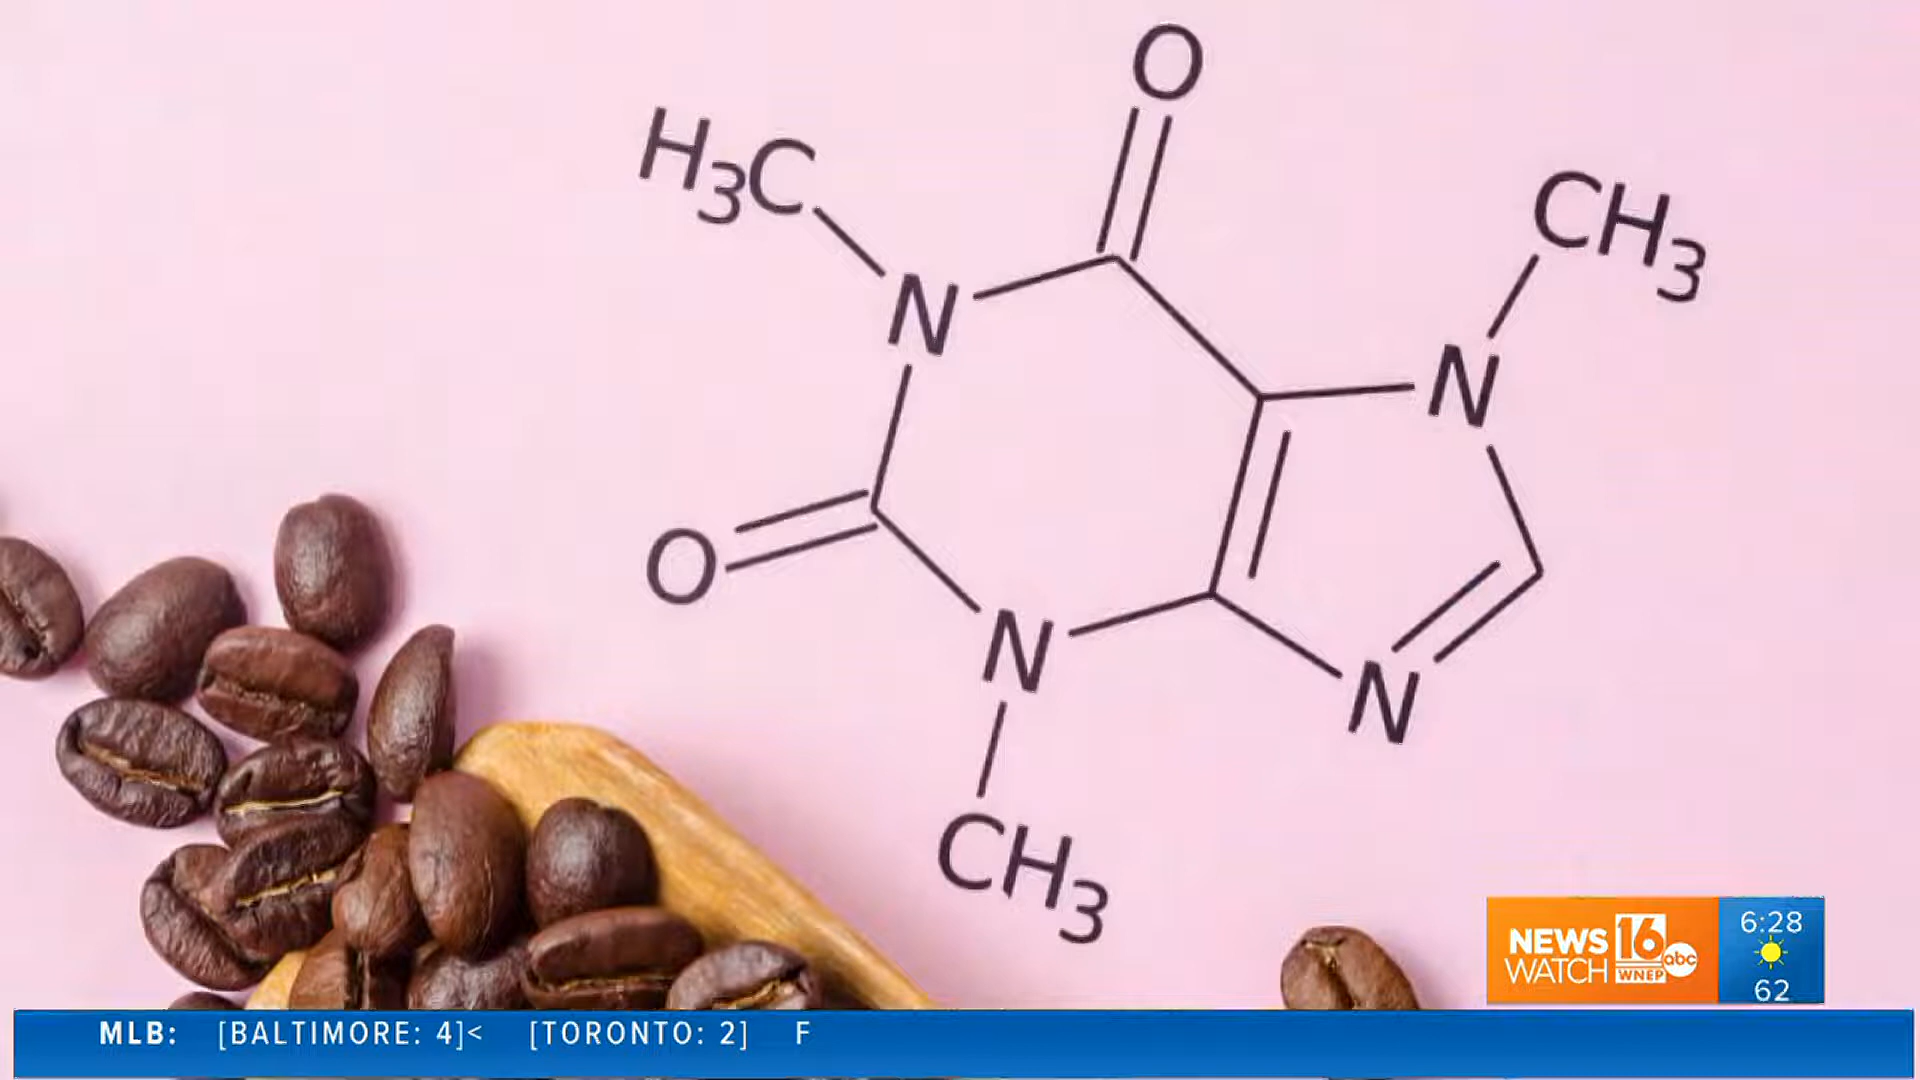 O
H3C
CH3
N
N
O
N
N
CH3
NEWS 16
WATCH WNEP abc
6:28
62
MLB: [BALTIMORE: 4]< [TORONTO: 2] F